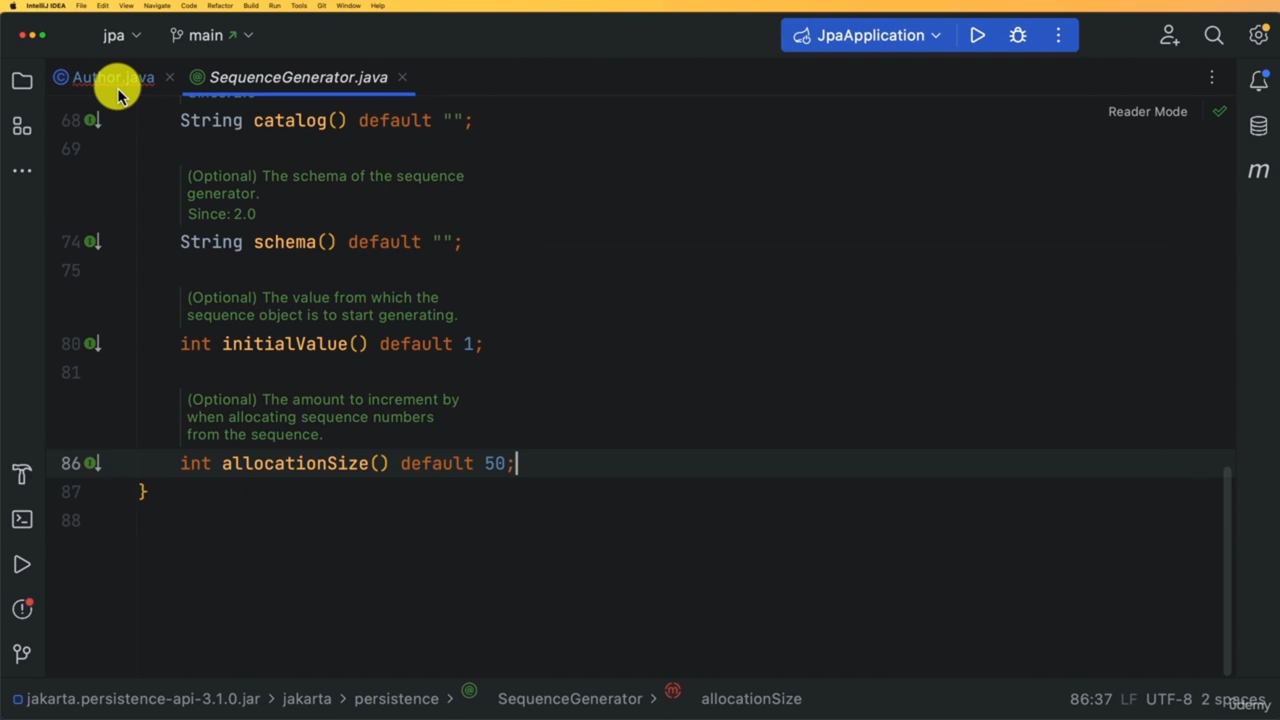 IntelliJ IDEA File Edit View Navigate Code Refactor Build Run Tools Git Window Help
jpa main JpaApplication
Author.java SequenceGenerator.java
Reader Mode
68 String catalog() default "";
69
(Optional) The schema of the sequence
generator.
Since: 2.0
74 String schema() default "";
75
(Optional) The value from which the
sequence object is to start generating.
80 int initialValue() default 1;
81
(Optional) The amount to increment by
when allocating sequence numbers
from the sequence.
86 int allocationSize() default 50;
87 }
88
jakarta.persistence-api-3.1.0.jar > jakarta > persistence > SequenceGenerator > allocationSize 86:37 LF UTF-8 2 spaces
udemy